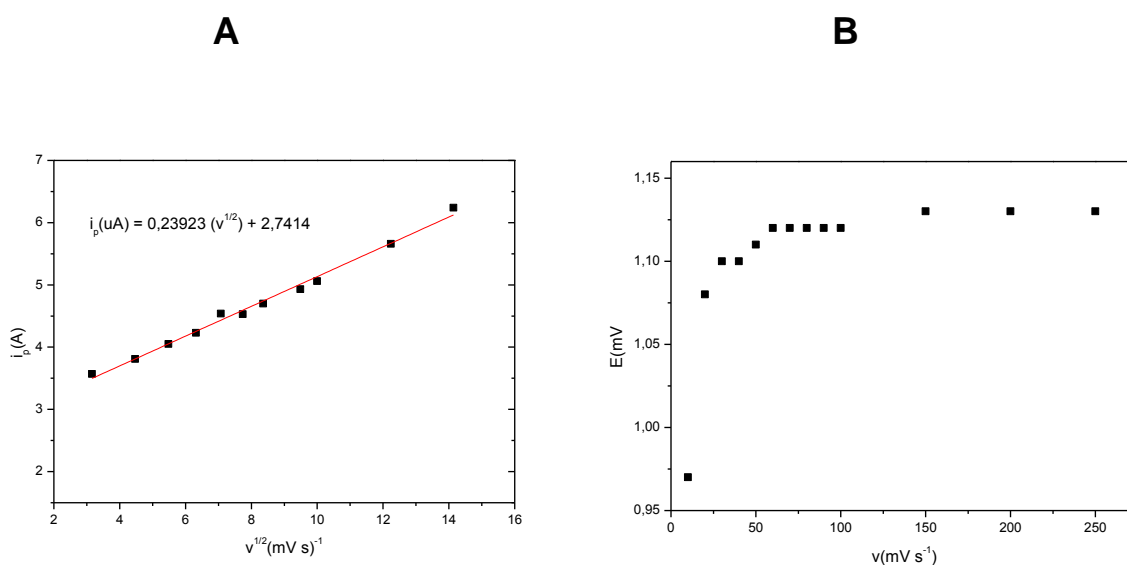 A
B
i_p(uA) = 0,23923 (v^1/2) + 2,7414
i_p(A)
7
6
5
4
3
2
2 4 6 8 10 12 14 16
v^1/2(mV s)^-1
E(mV
1,15
1,10
1,05
1,00
0,95
0 50 100 150 200 250
v(mV s^-1)